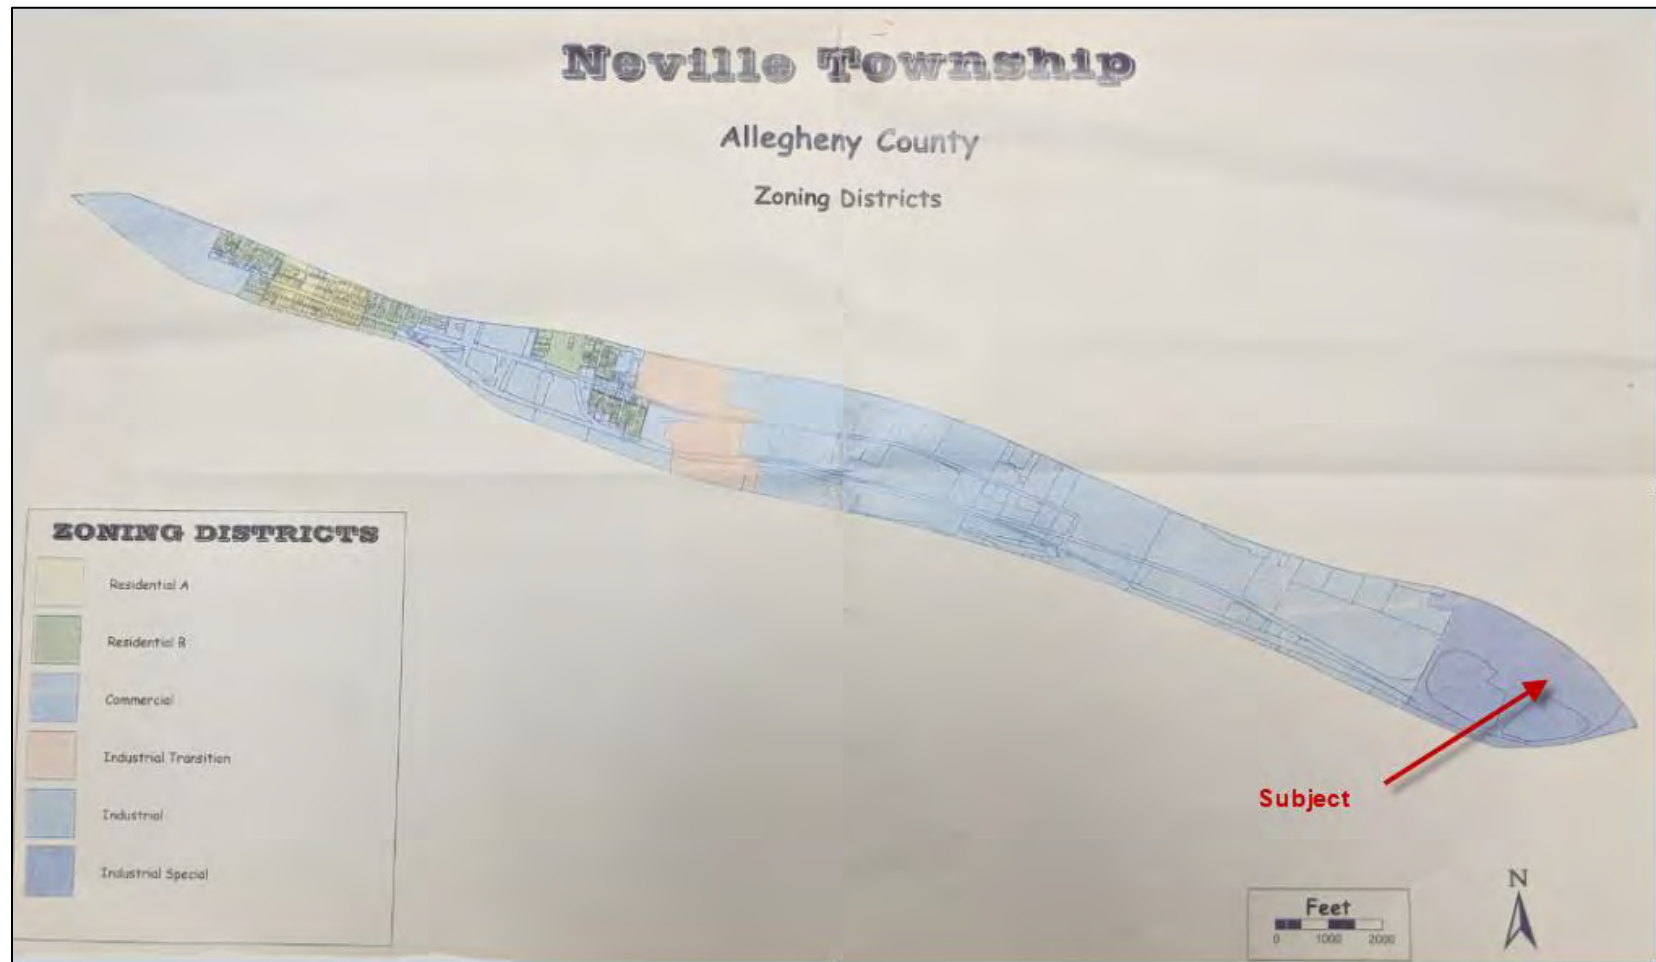 Neville Township
Allegheny County
Zoning Districts
ZONING DISTRICTS
Residential A
Residential B
Commercial
Industrial Transition
Industrial
Industrial Special
Subject
N
Feet
0 1000 2000